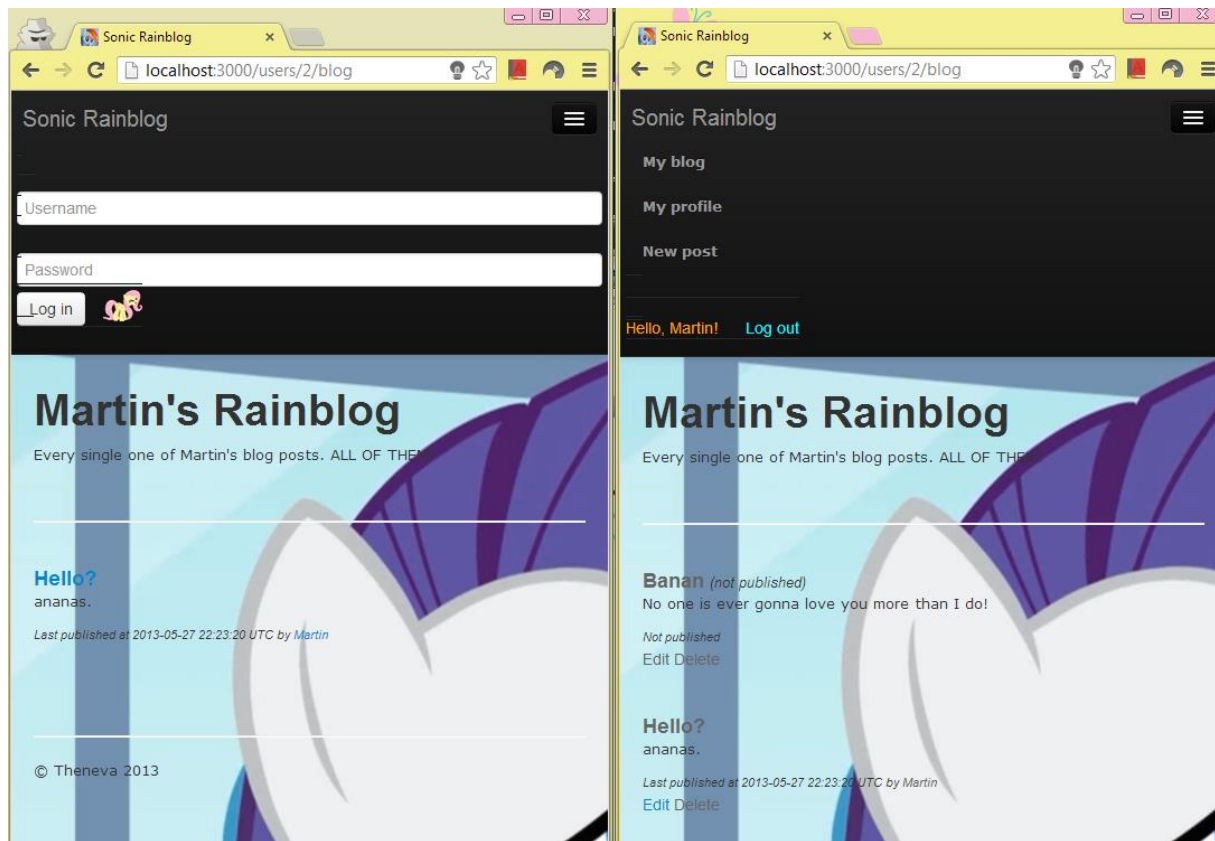 Sonic Rainblog
localhost:3000/users/2/blog
Sonic Rainblog
Username
Password
Log in
Martin's Rainblog
Every single one of Martin's blog posts. ALL OF THEM
Hello?
ananas.
Last published at 2013-05-27 22:23:20 UTC by Martin
© Theneva 2013
Sonic Rainblog
localhost:3000/users/2/blog
Sonic Rainblog
My blog
My profile
New post
Hello, Martin! Log out
Martin's Rainblog
Every single one of Martin's blog posts. ALL OF THEM
Banan (not published)
No one is ever gonna love you more than I do!
Not published
Edit Delete
Hello?
ananas.
Last published at 2013-05-27 22:23:20 UTC by Martin
Edit Delete